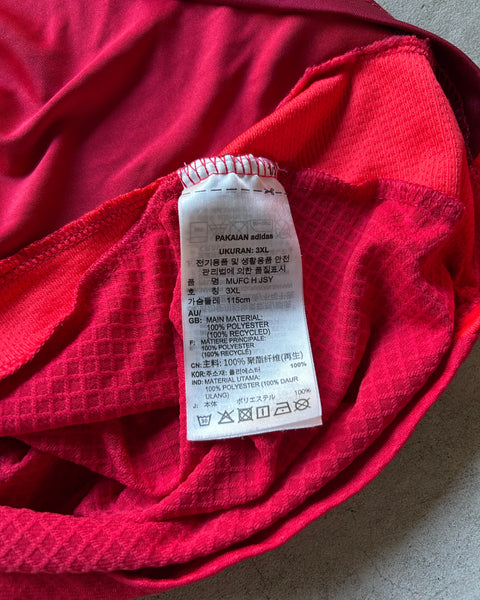 PAKAIAN adidas
UKURAN: 3XL
전기용품 및 생활용품 안전
관리법에 의한 품질표시
품 명 MUFC H JSY
호 칭 3XL
가슴둘레 115cm
AU/
GB: MAIN MATERIAL:
100% POLYESTER
(100% RECYCLED)
F: MATIERE PRINCIPALE:
100% POLYESTER
(100% RECYCLÉ)
CN: 主料: 100% 聚酯纤维(再生)
KOR: 주소재: 폴리에스터 100%
IND: MATERIAL UTAMA:
100% POLYESTER (100% DAUR
ULANG)
J: 本体 ポリエステル 100%